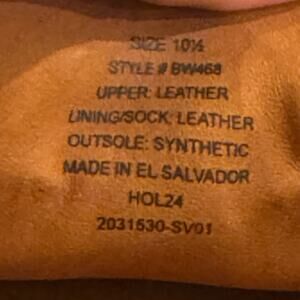 SIZE 10½
STYLE # BW468
UPPER: LEATHER
LINING/SOCK: LEATHER
OUTSOLE: SYNTHETIC
MADE IN EL SALVADOR
HOL24
2031530-SV01